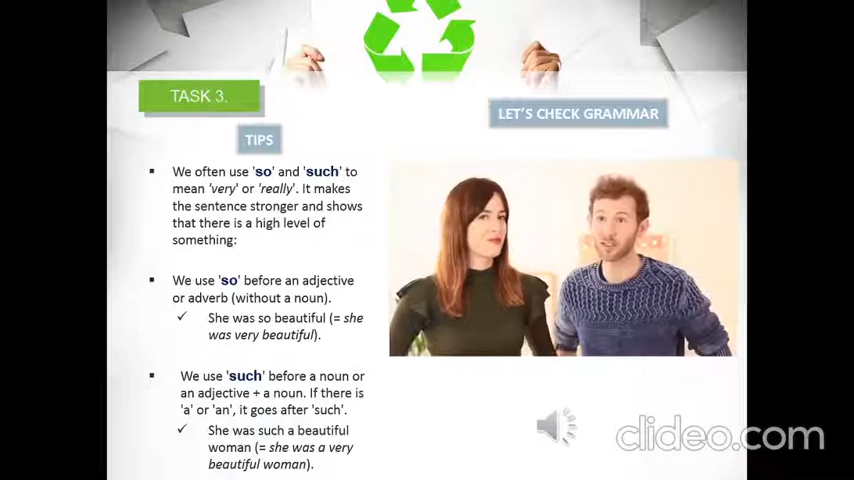 TASK 3.
LET'S CHECK GRAMMAR
TIPS
We often use 'so' and 'such' to
mean 'very' or 'really'. It makes
the sentence stronger and shows
that there is a high level of
something:
We use 'so' before an adjective
or adverb (without a noun).
She was so beautiful (= she
was very beautiful).
We use 'such' before a noun or
an adjective + a noun. If there is
'a' or 'an', it goes after 'such'.
She was such a beautiful
woman (= she was a very
beautiful woman).
clideo.com